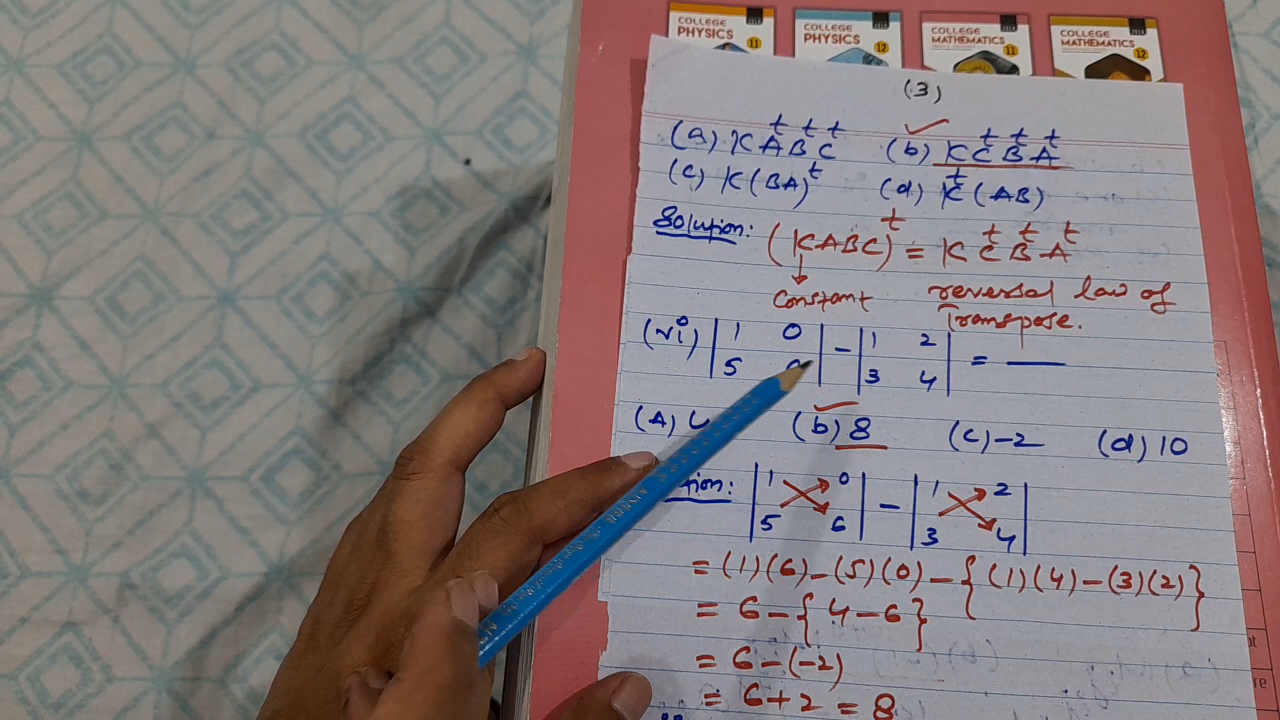 COLLEGE PHYSICS 11 COLLEGE PHYSICS 12 COLLEGE MATHEMATICS 11 COLLEGE MATHEMATICS 12
(3)
(a) KAᵗBᵗCᵗ (b) KCᵗBᵗAᵗ
(c) K(BA)ᵗ (d) Kᵗ(AB)
Solution: (KABC)ᵗ = KCᵗBᵗAᵗ
Constant reversal law of
Transpose.
(vi) |1 0| - |1 2| = ___
|5 | |3 4|
(A) (b) 8 (c) -2 (d) 10
tion: |1 0| - |1 2|
|5 6| |3 4|
= (1)(6) - (5)(0) - {(1)(4) - (3)(2)}
= 6 - {4 - 6}
= 6 - (-2)
= 6 + 2 = 8